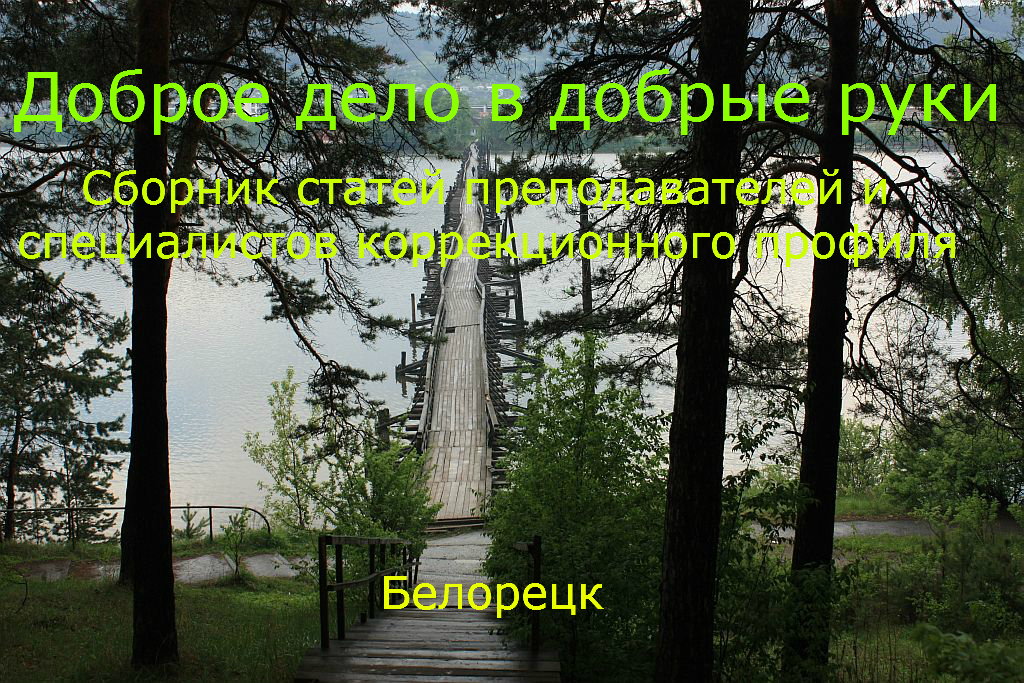 Доброе дело в добрые руки
Сборник статей преподавателей и
специалистов коррекционного профиля
Белорецк